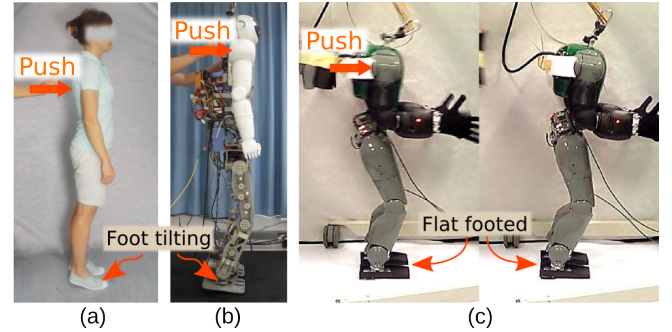 Push
Push
Push
Foot tilting
Flat footed
(a)
(b)
(c)